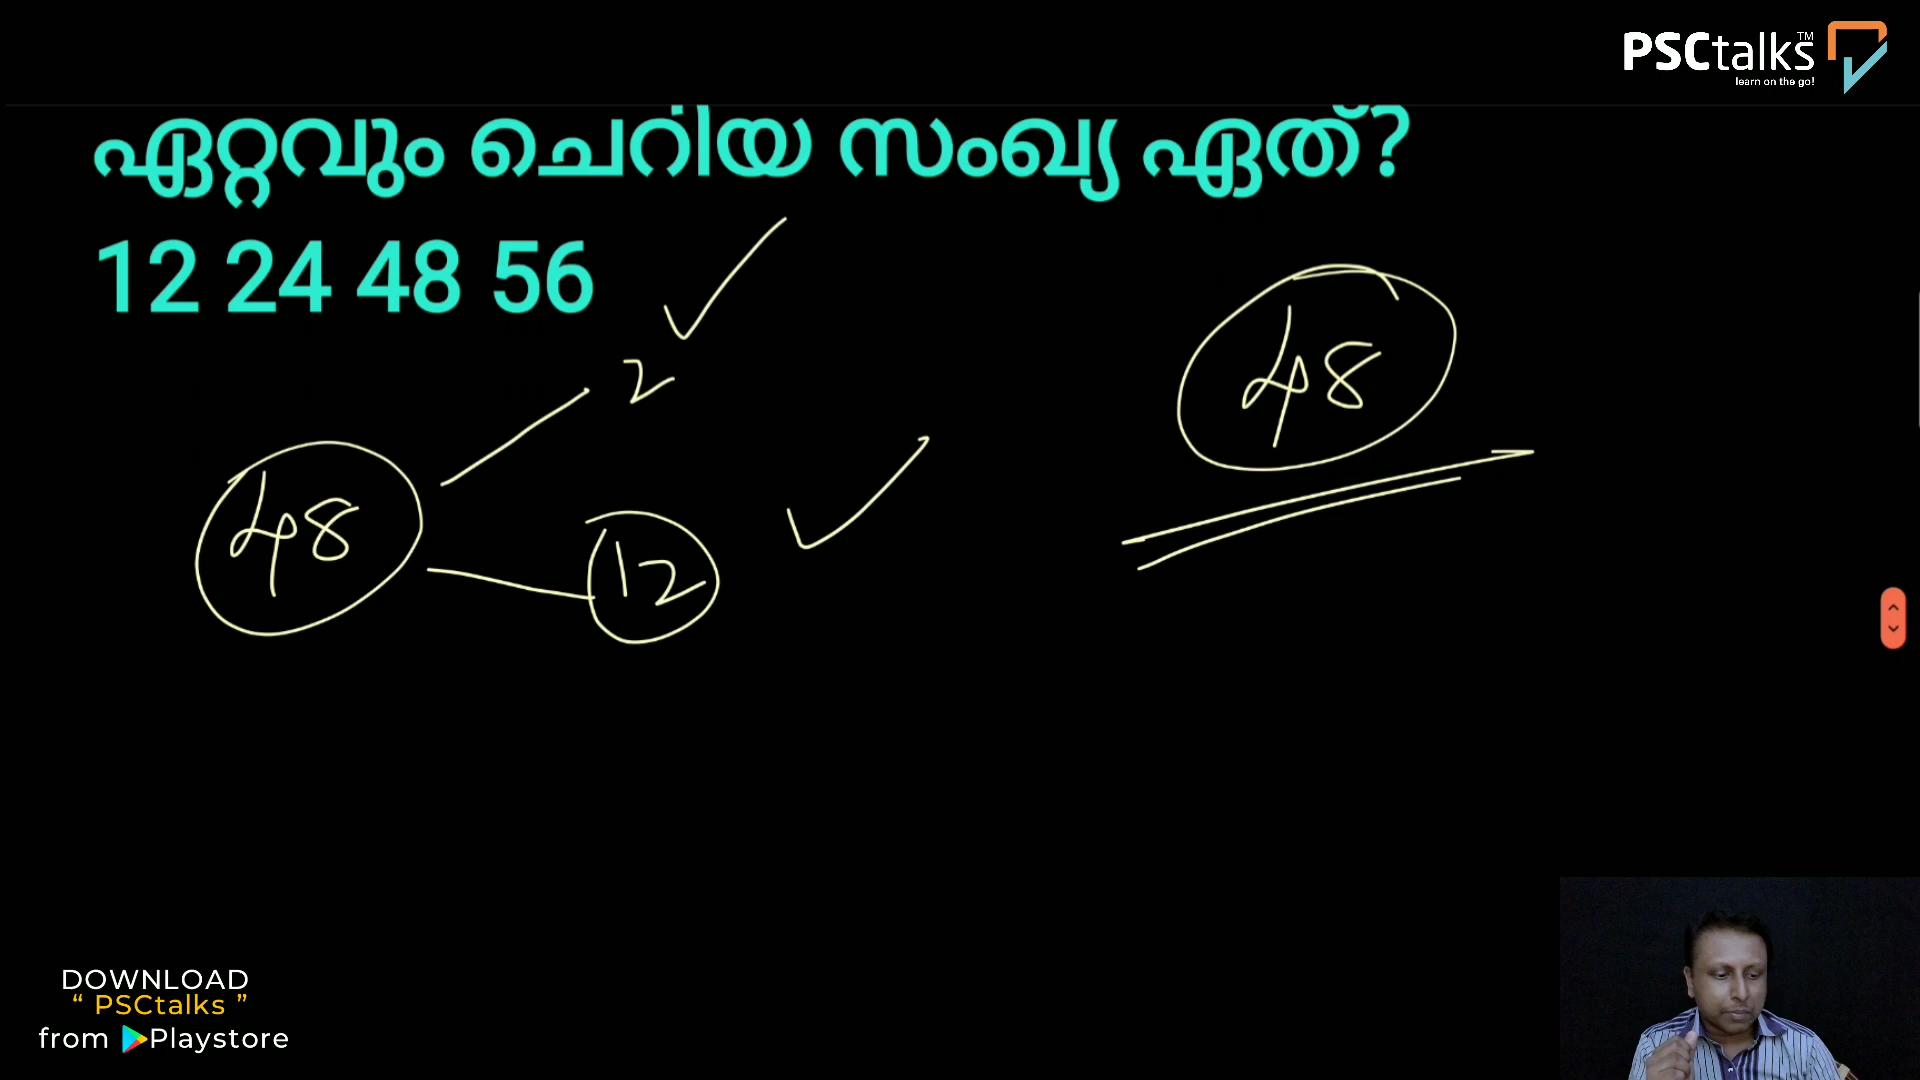 PSCtalks™
learn on the go!
ഏറ്റവും ചെറിയ സംഖ്യ ഏത്?
12 24 48 56
2
48
48
12
DOWNLOAD
“ PSCtalks ”
from Playstore